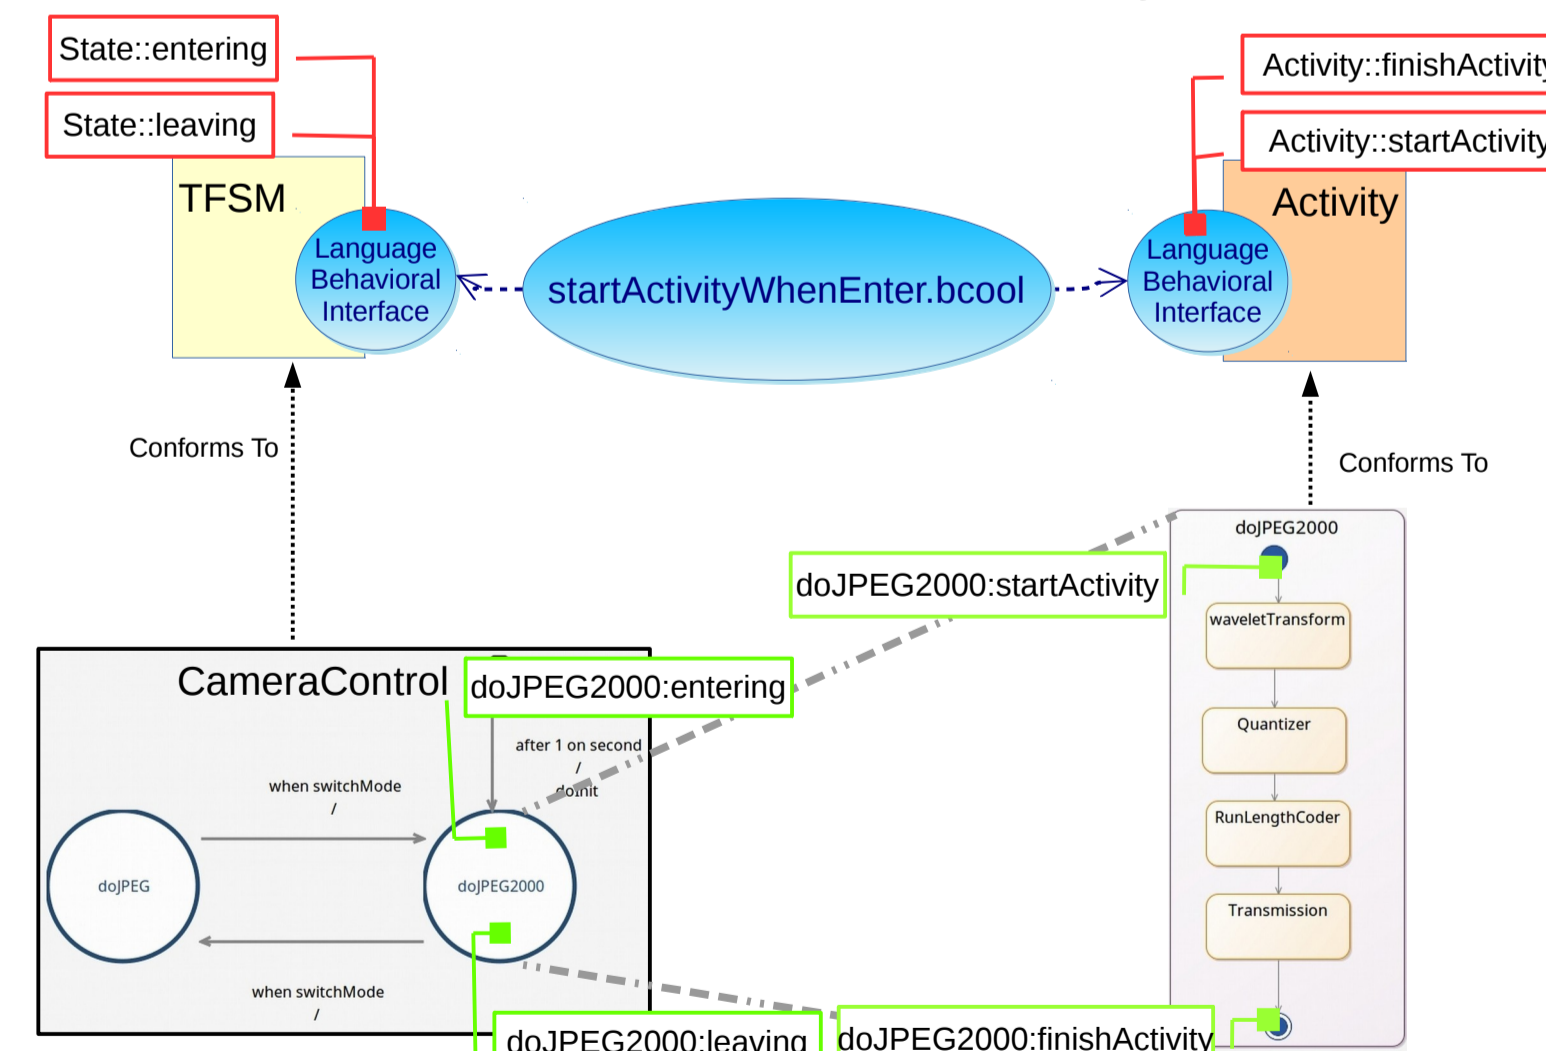 State::entering
State::leaving
TFSM
Language
Behavioral
Interface
startActivityWhenEnter.bcool
Activity::finishActivity
Activity::startActivity
Activity
Language
Behavioral
Interface
Conforms To
Conforms To
CameraControl
doJPEG2000:entering
after 1 on second
/
doInit
when switchMode
/
doJPEG
doJPEG2000
when switchMode
/
doJPEG2000:leaving
doJPEG2000:startActivity
doJPEG2000:finishActivity
doJPEG2000
waveletTransform
Quantizer
RunLengthCoder
Transmission